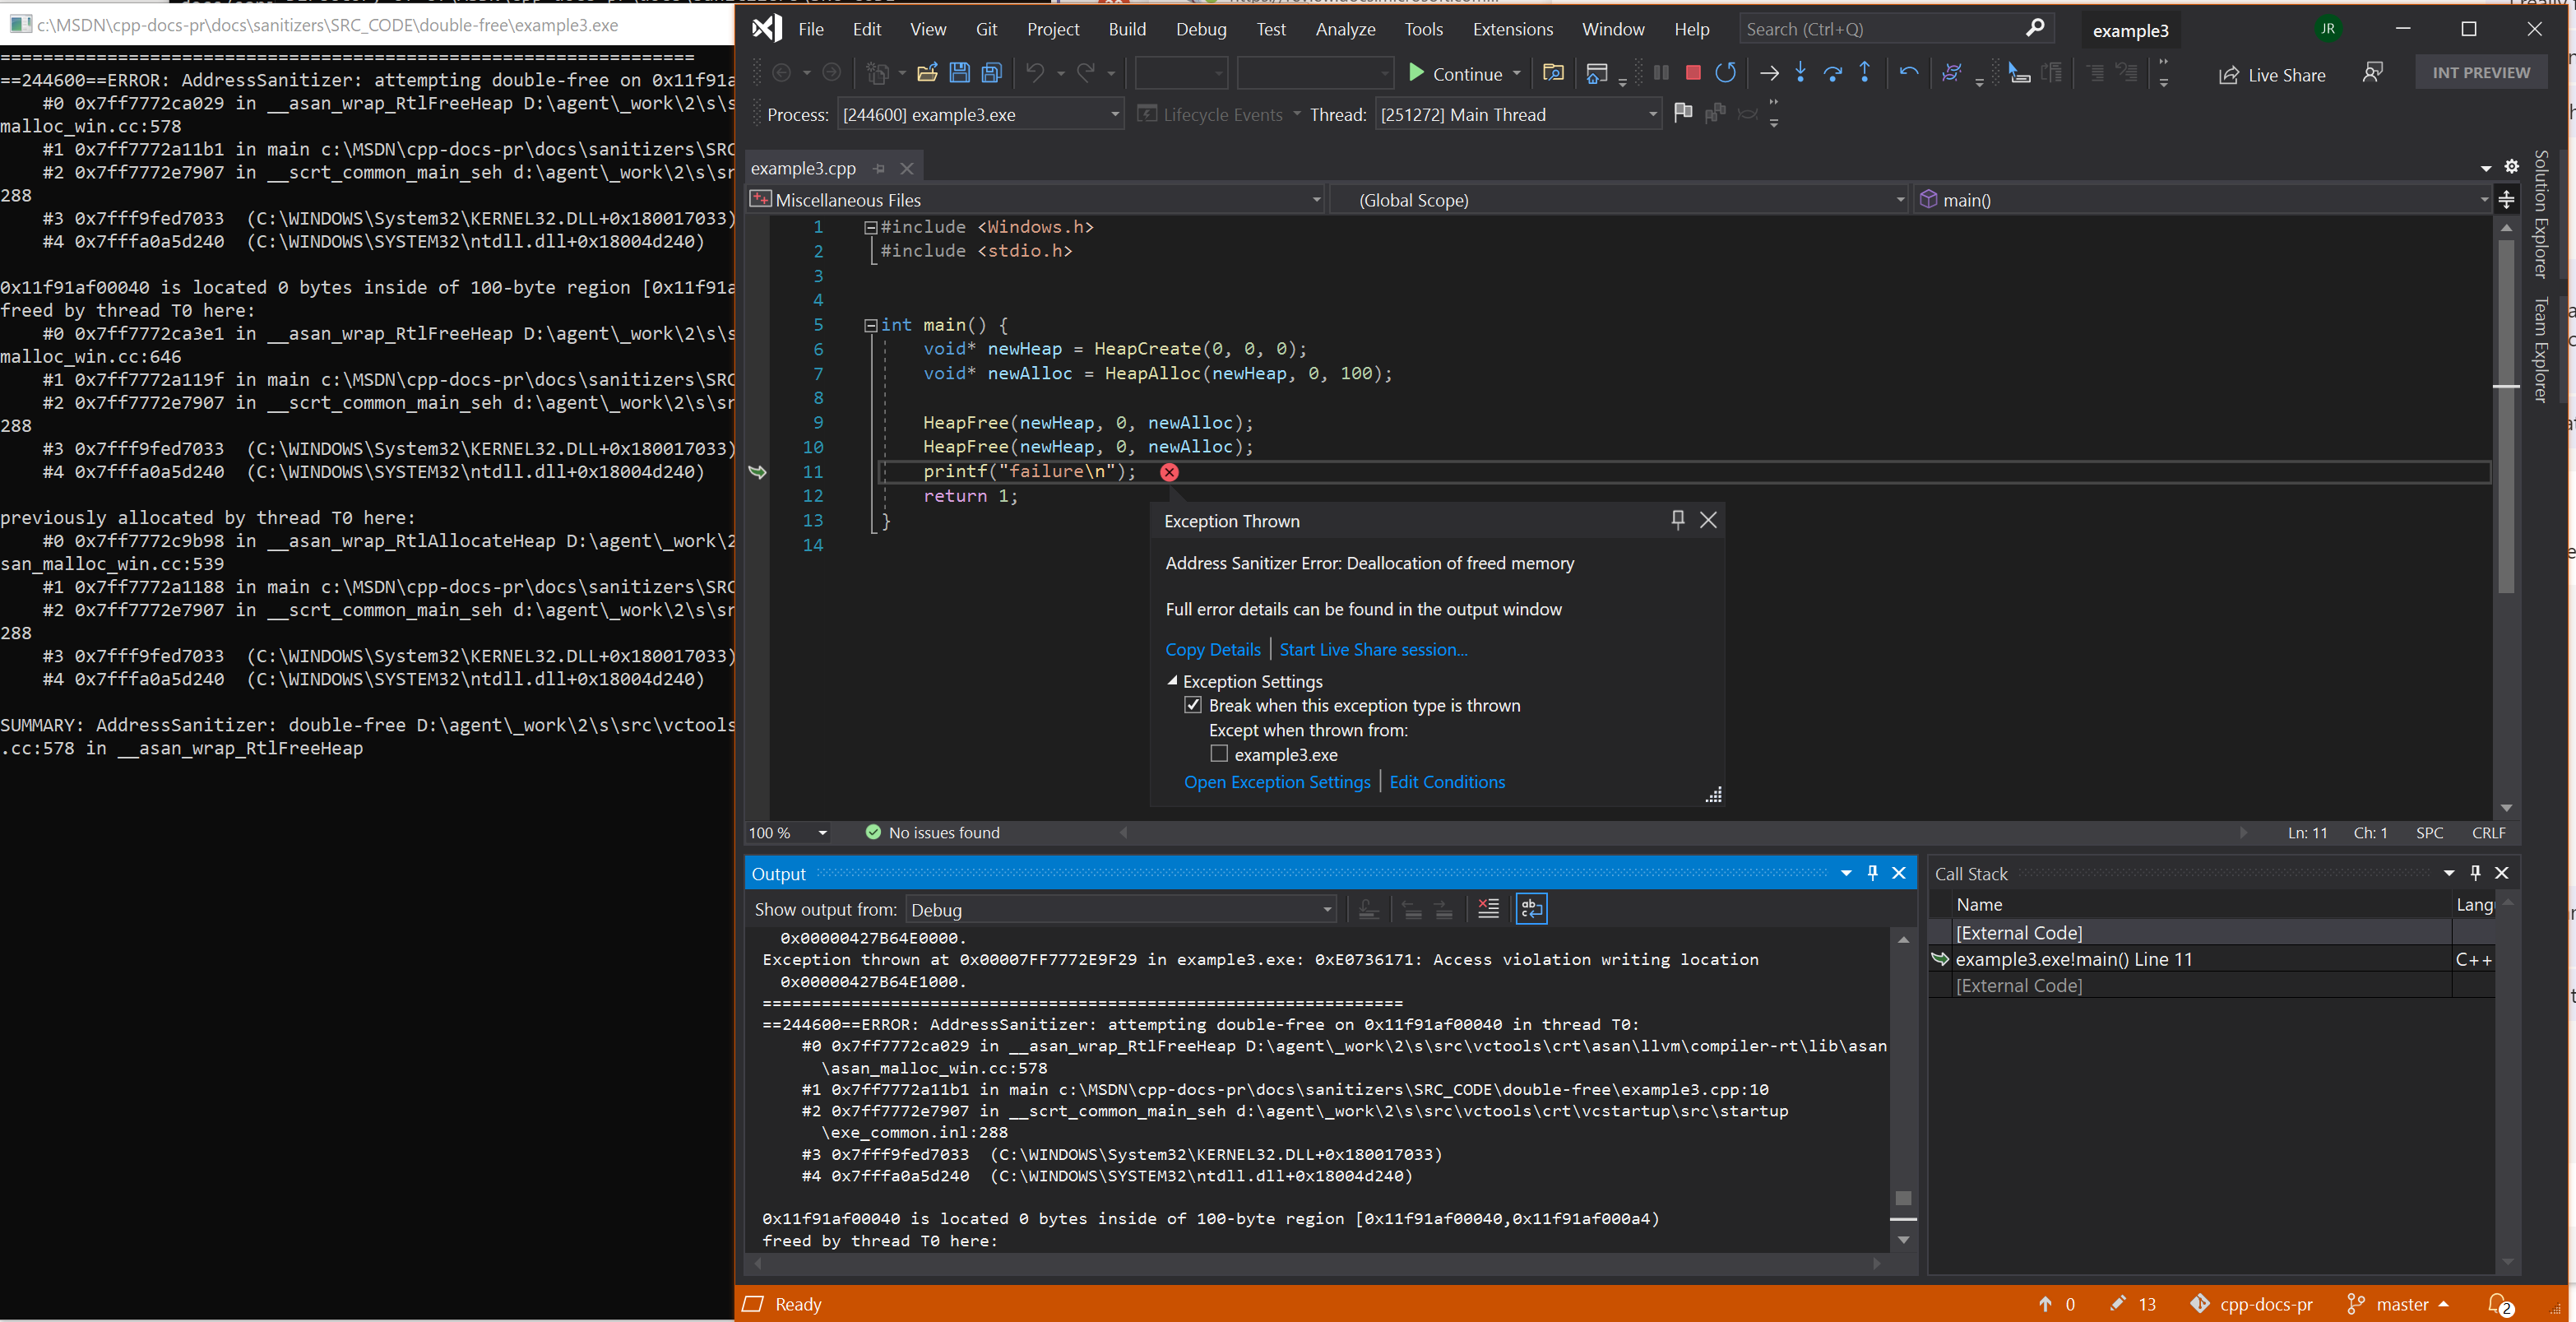 c:\MSDN\cpp-docs-pr\docs\sanitizers\SRC_CODE\double-free\example3.exe
=================================================================
==244600==ERROR: AddressSanitizer: attempting double-free on 0x11f91a
#0 0x7ff7772ca029 in __asan_wrap_RtlFreeHeap D:\agent\_work\2\s\s
malloc_win.cc:578
#1 0x7ff7772a11b1 in main c:\MSDN\cpp-docs-pr\docs\sanitizers\SRC
#2 0x7ff7772e7907 in __scrt_common_main_seh d:\agent\_work\2\s\sr
288
#3 0x7fff9fed7033 (C:\WINDOWS\System32\KERNEL32.DLL+0x180017033)
#4 0x7fffa0a5d240 (C:\WINDOWS\SYSTEM32\ntdll.dll+0x18004d240)
0x11f91af00040 is located 0 bytes inside of 100-byte region [0x11f91a
freed by thread T0 here:
#0 0x7ff7772ca3e1 in __asan_wrap_RtlFreeHeap D:\agent\_work\2\s\s
malloc_win.cc:646
#1 0x7ff7772a119f in main c:\MSDN\cpp-docs-pr\docs\sanitizers\SRC
#2 0x7ff7772e7907 in __scrt_common_main_seh d:\agent\_work\2\s\sr
288
#3 0x7fff9fed7033 (C:\WINDOWS\System32\KERNEL32.DLL+0x180017033)
#4 0x7fffa0a5d240 (C:\WINDOWS\SYSTEM32\ntdll.dll+0x18004d240)
previously allocated by thread T0 here:
#0 0x7ff7772c9b98 in __asan_wrap_RtlAllocateHeap D:\agent\_work\2
san_malloc_win.cc:539
#1 0x7ff7772a1188 in main c:\MSDN\cpp-docs-pr\docs\sanitizers\SRC
#2 0x7ff7772e7907 in __scrt_common_main_seh d:\agent\_work\2\s\sr
288
#3 0x7fff9fed7033 (C:\WINDOWS\System32\KERNEL32.DLL+0x180017033)
#4 0x7fffa0a5d240 (C:\WINDOWS\SYSTEM32\ntdll.dll+0x18004d240)
SUMMARY: AddressSanitizer: double-free D:\agent\_work\2\s\src\vctools
.cc:578 in __asan_wrap_RtlFreeHeap
File Edit View Git Project Build Debug Test Analyze Tools Extensions Window Help Search (Ctrl+Q) example3 JR
Continue Live Share INT PREVIEW
Process: [244600] example3.exe Lifecycle Events Thread: [251272] Main Thread
example3.cpp
Miscellaneous Files (Global Scope) main()
1 #include <Windows.h>
2 #include <stdio.h>
3
4
5 int main() {
6 void* newHeap = HeapCreate(0, 0, 0);
7 void* newAlloc = HeapAlloc(newHeap, 0, 100);
8
9 HeapFree(newHeap, 0, newAlloc);
10 HeapFree(newHeap, 0, newAlloc);
11 printf("failure\n");
12 return 1;
13 }
14
Exception Thrown
Address Sanitizer Error: Deallocation of freed memory
Full error details can be found in the output window
Copy Details | Start Live Share session...
Exception Settings
Break when this exception type is thrown
Except when thrown from:
example3.exe
Open Exception Settings | Edit Conditions
100 % No issues found Ln: 11 Ch: 1 SPC CRLF
Output
Show output from: Debug
0x00000427B64E0000.
Exception thrown at 0x00007FF7772E9F29 in example3.exe: 0xE0736171: Access violation writing location
0x00000427B64E1000.
=================================================================
==244600==ERROR: AddressSanitizer: attempting double-free on 0x11f91af00040 in thread T0:
#0 0x7ff7772ca029 in __asan_wrap_RtlFreeHeap D:\agent\_work\2\s\src\vctools\crt\asan\llvm\compiler-rt\lib\asan
\asan_malloc_win.cc:578
#1 0x7ff7772a11b1 in main c:\MSDN\cpp-docs-pr\docs\sanitizers\SRC_CODE\double-free\example3.cpp:10
#2 0x7ff7772e7907 in __scrt_common_main_seh d:\agent\_work\2\s\src\vctools\crt\vcstartup\src\startup
\exe_common.inl:288
#3 0x7fff9fed7033 (C:\WINDOWS\System32\KERNEL32.DLL+0x180017033)
#4 0x7fffa0a5d240 (C:\WINDOWS\SYSTEM32\ntdll.dll+0x18004d240)
0x11f91af00040 is located 0 bytes inside of 100-byte region [0x11f91af00040,0x11f91af000a4)
freed by thread T0 here:
Call Stack
Name Lang
[External Code]
example3.exe!main() Line 11 C++
[External Code]
Solution Explorer
Team Explorer
Ready 0 13 cpp-docs-pr master 2